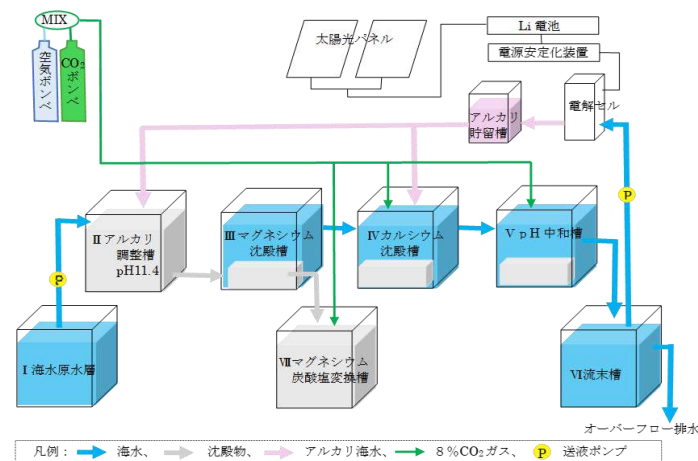 MIX
空気ボンベ
CO₂ボンベ
太陽光パネル
Li 電池
電源安定化装置
電解セル
アルカリ
貯留槽
P
Ⅱアルカリ
調整槽
pH11.4
Ⅲマグネシウム
沈殿槽
Ⅳカルシウム
沈殿槽
ⅤpH中和槽
P
Ⅰ海水原水層
Ⅶマグネシウム
炭酸塩変換槽
Ⅵ流末槽
オーバーフロー排水
凡例： 海水、 沈殿物、 アルカリ海水、 8％CO₂ガス、 P 送液ポンプ